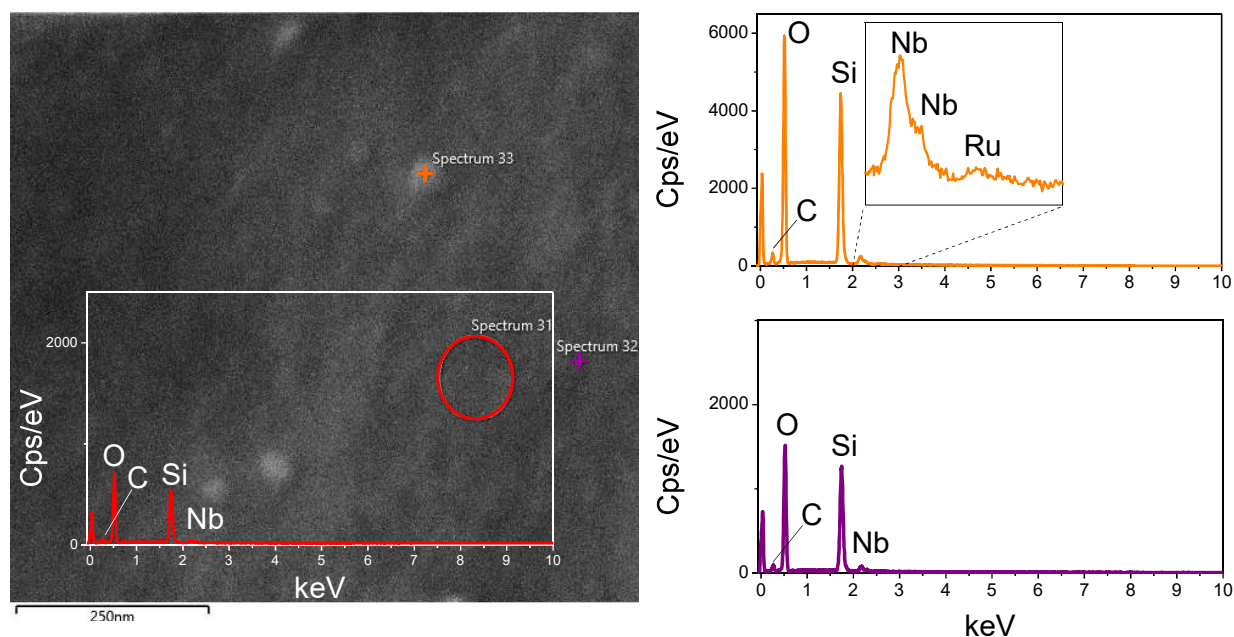 Spectrum 33
Spectrum 31
Spectrum 32
2000
0
Cps/eV
O
C
Si
Nb
0 1 2 3 4 5 6 7 8 9 10
keV
250nm
6000
4000
2000
0
Cps/eV
O
C
Si
Nb
Nb
Ru
0 1 2 3 4 5 6 7 8 9 10
2000
0
Cps/eV
O
C
Si
Nb
0 1 2 3 4 5 6 7 8 9 10
keV